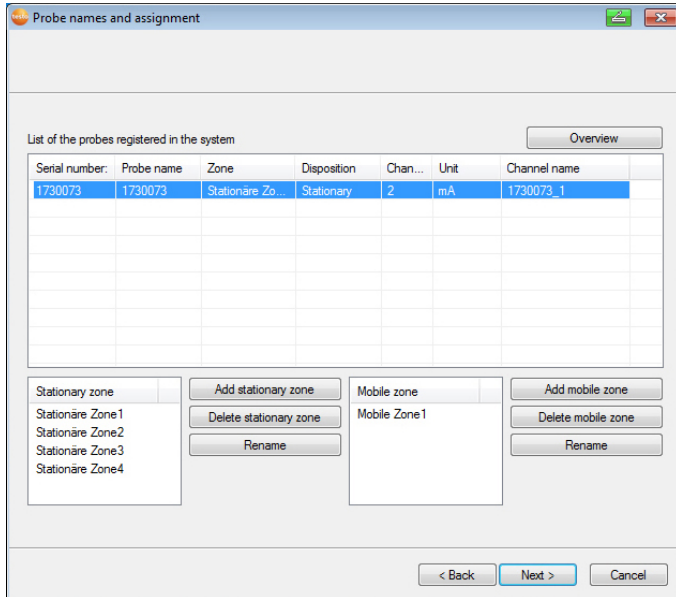 testo Probe names and assignment
List of the probes registered in the system
Overview
Serial number: Probe name Zone Disposition Chan... Unit Channel name
1730073 1730073 Stationäre Zo... Stationary 2 mA 1730073_1
Stationary zone
Stationäre Zone1
Stationäre Zone2
Stationäre Zone3
Stationäre Zone4
Add stationary zone
Delete stationary zone
Rename
Mobile zone
Mobile Zone1
Add mobile zone
Delete mobile zone
Rename
< Back Next > Cancel